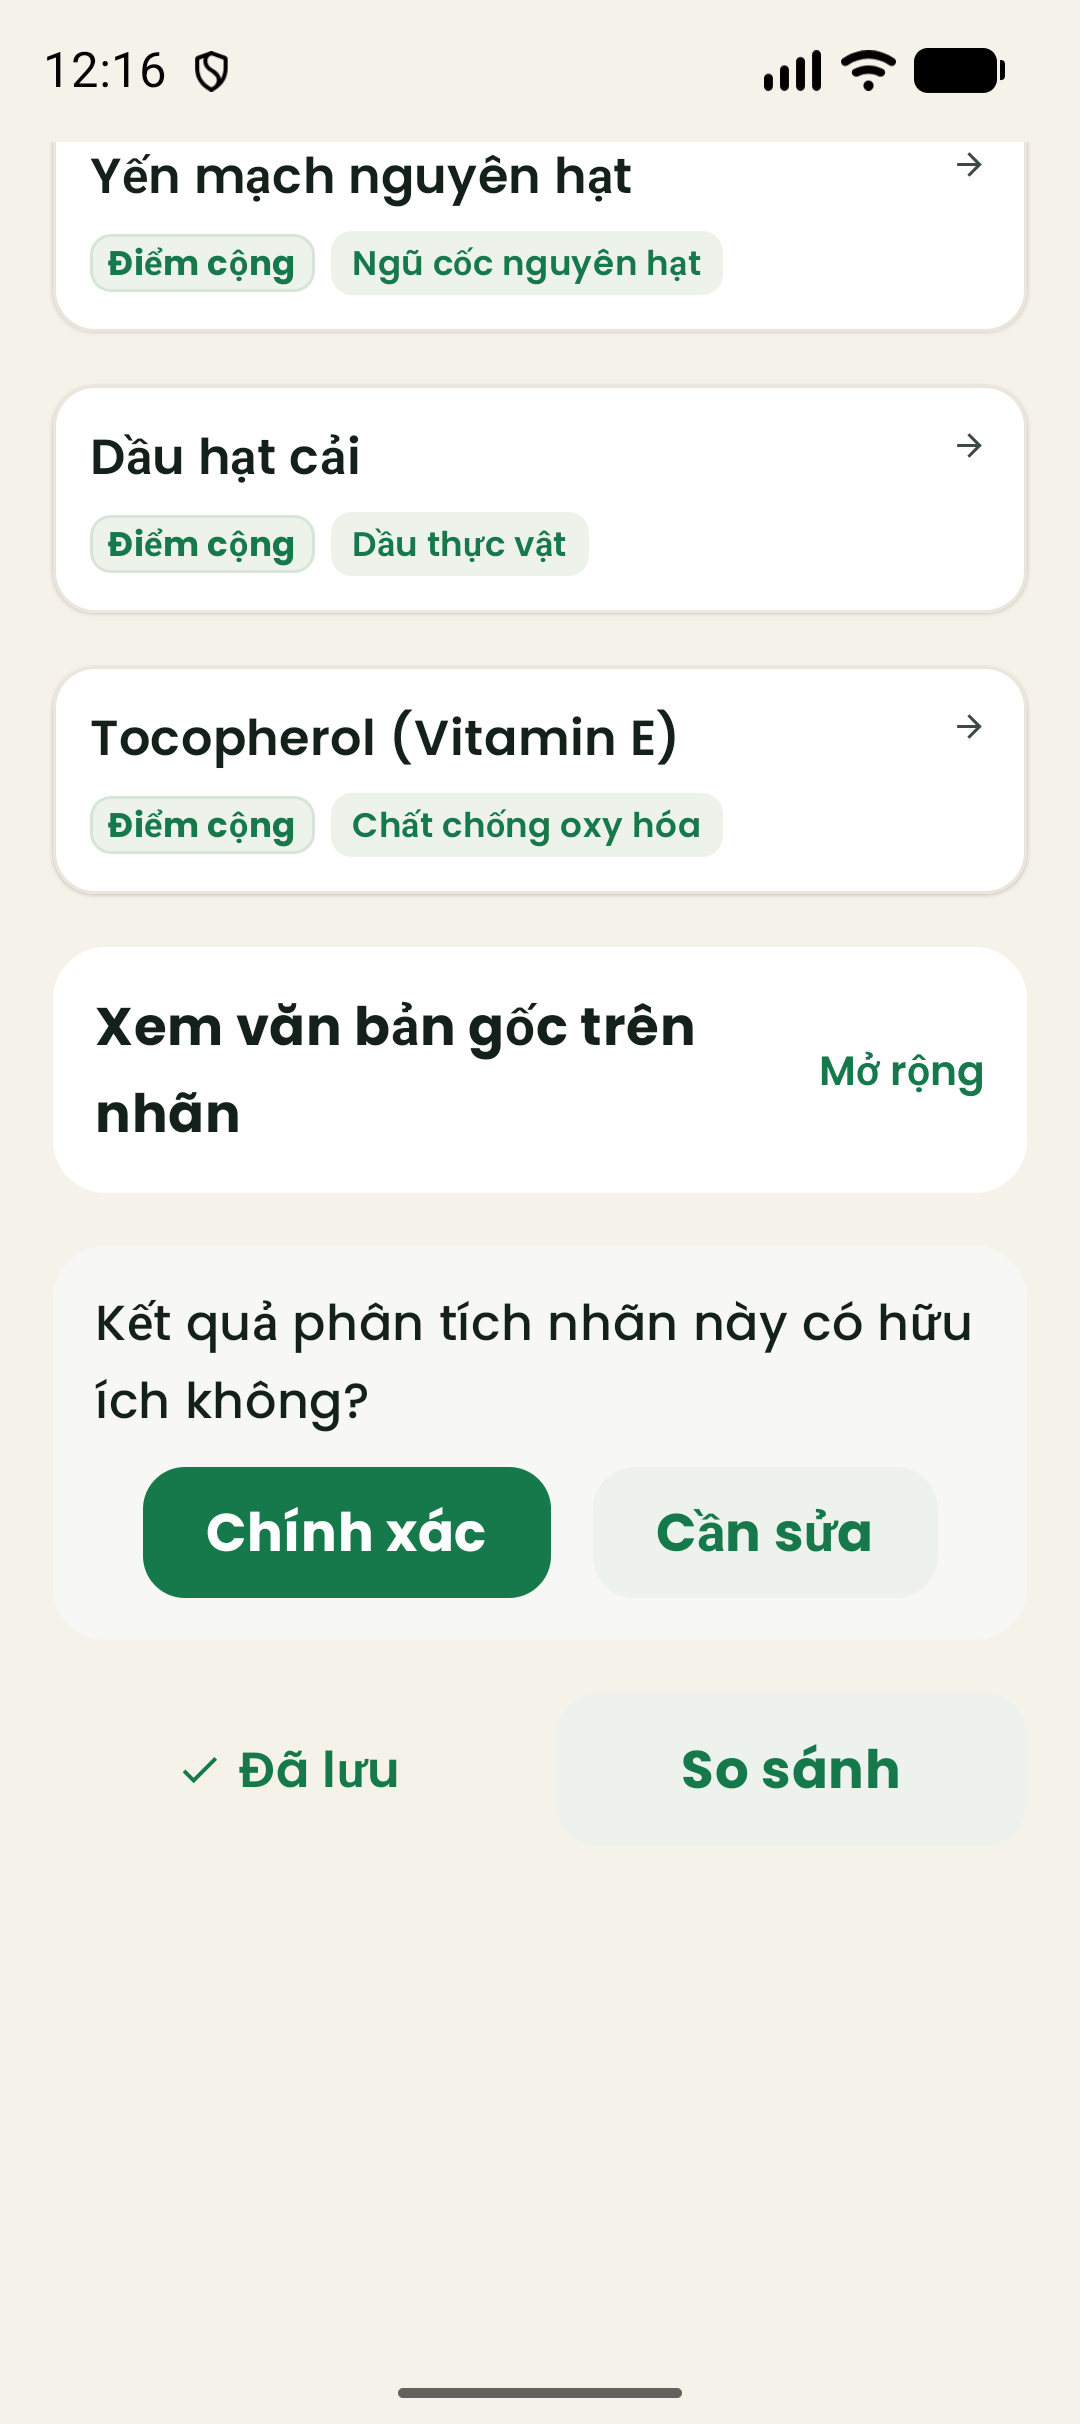 12:16
Yến mạch nguyên hạt
Điểm cộng
Ngũ cốc nguyên hạt
Dầu hạt cải
Điểm cộng
Dầu thực vật
Tocopherol (Vitamin E)
Điểm cộng
Chất chống oxy hóa
Xem văn bản gốc trên
nhãn
Mở rộng
Kết quả phân tích nhãn này có hữu
ích không?
Chính xác
Cần sửa
Đã lưu
So sánh